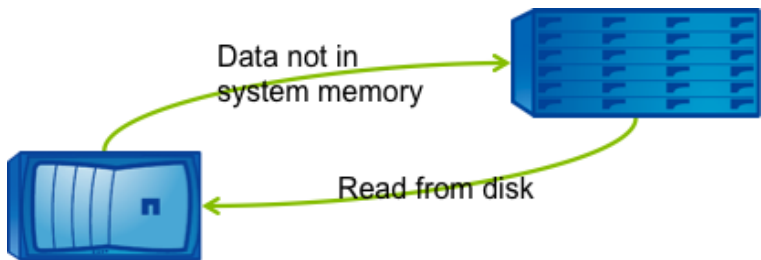 Data not in
system memory
Read from disk